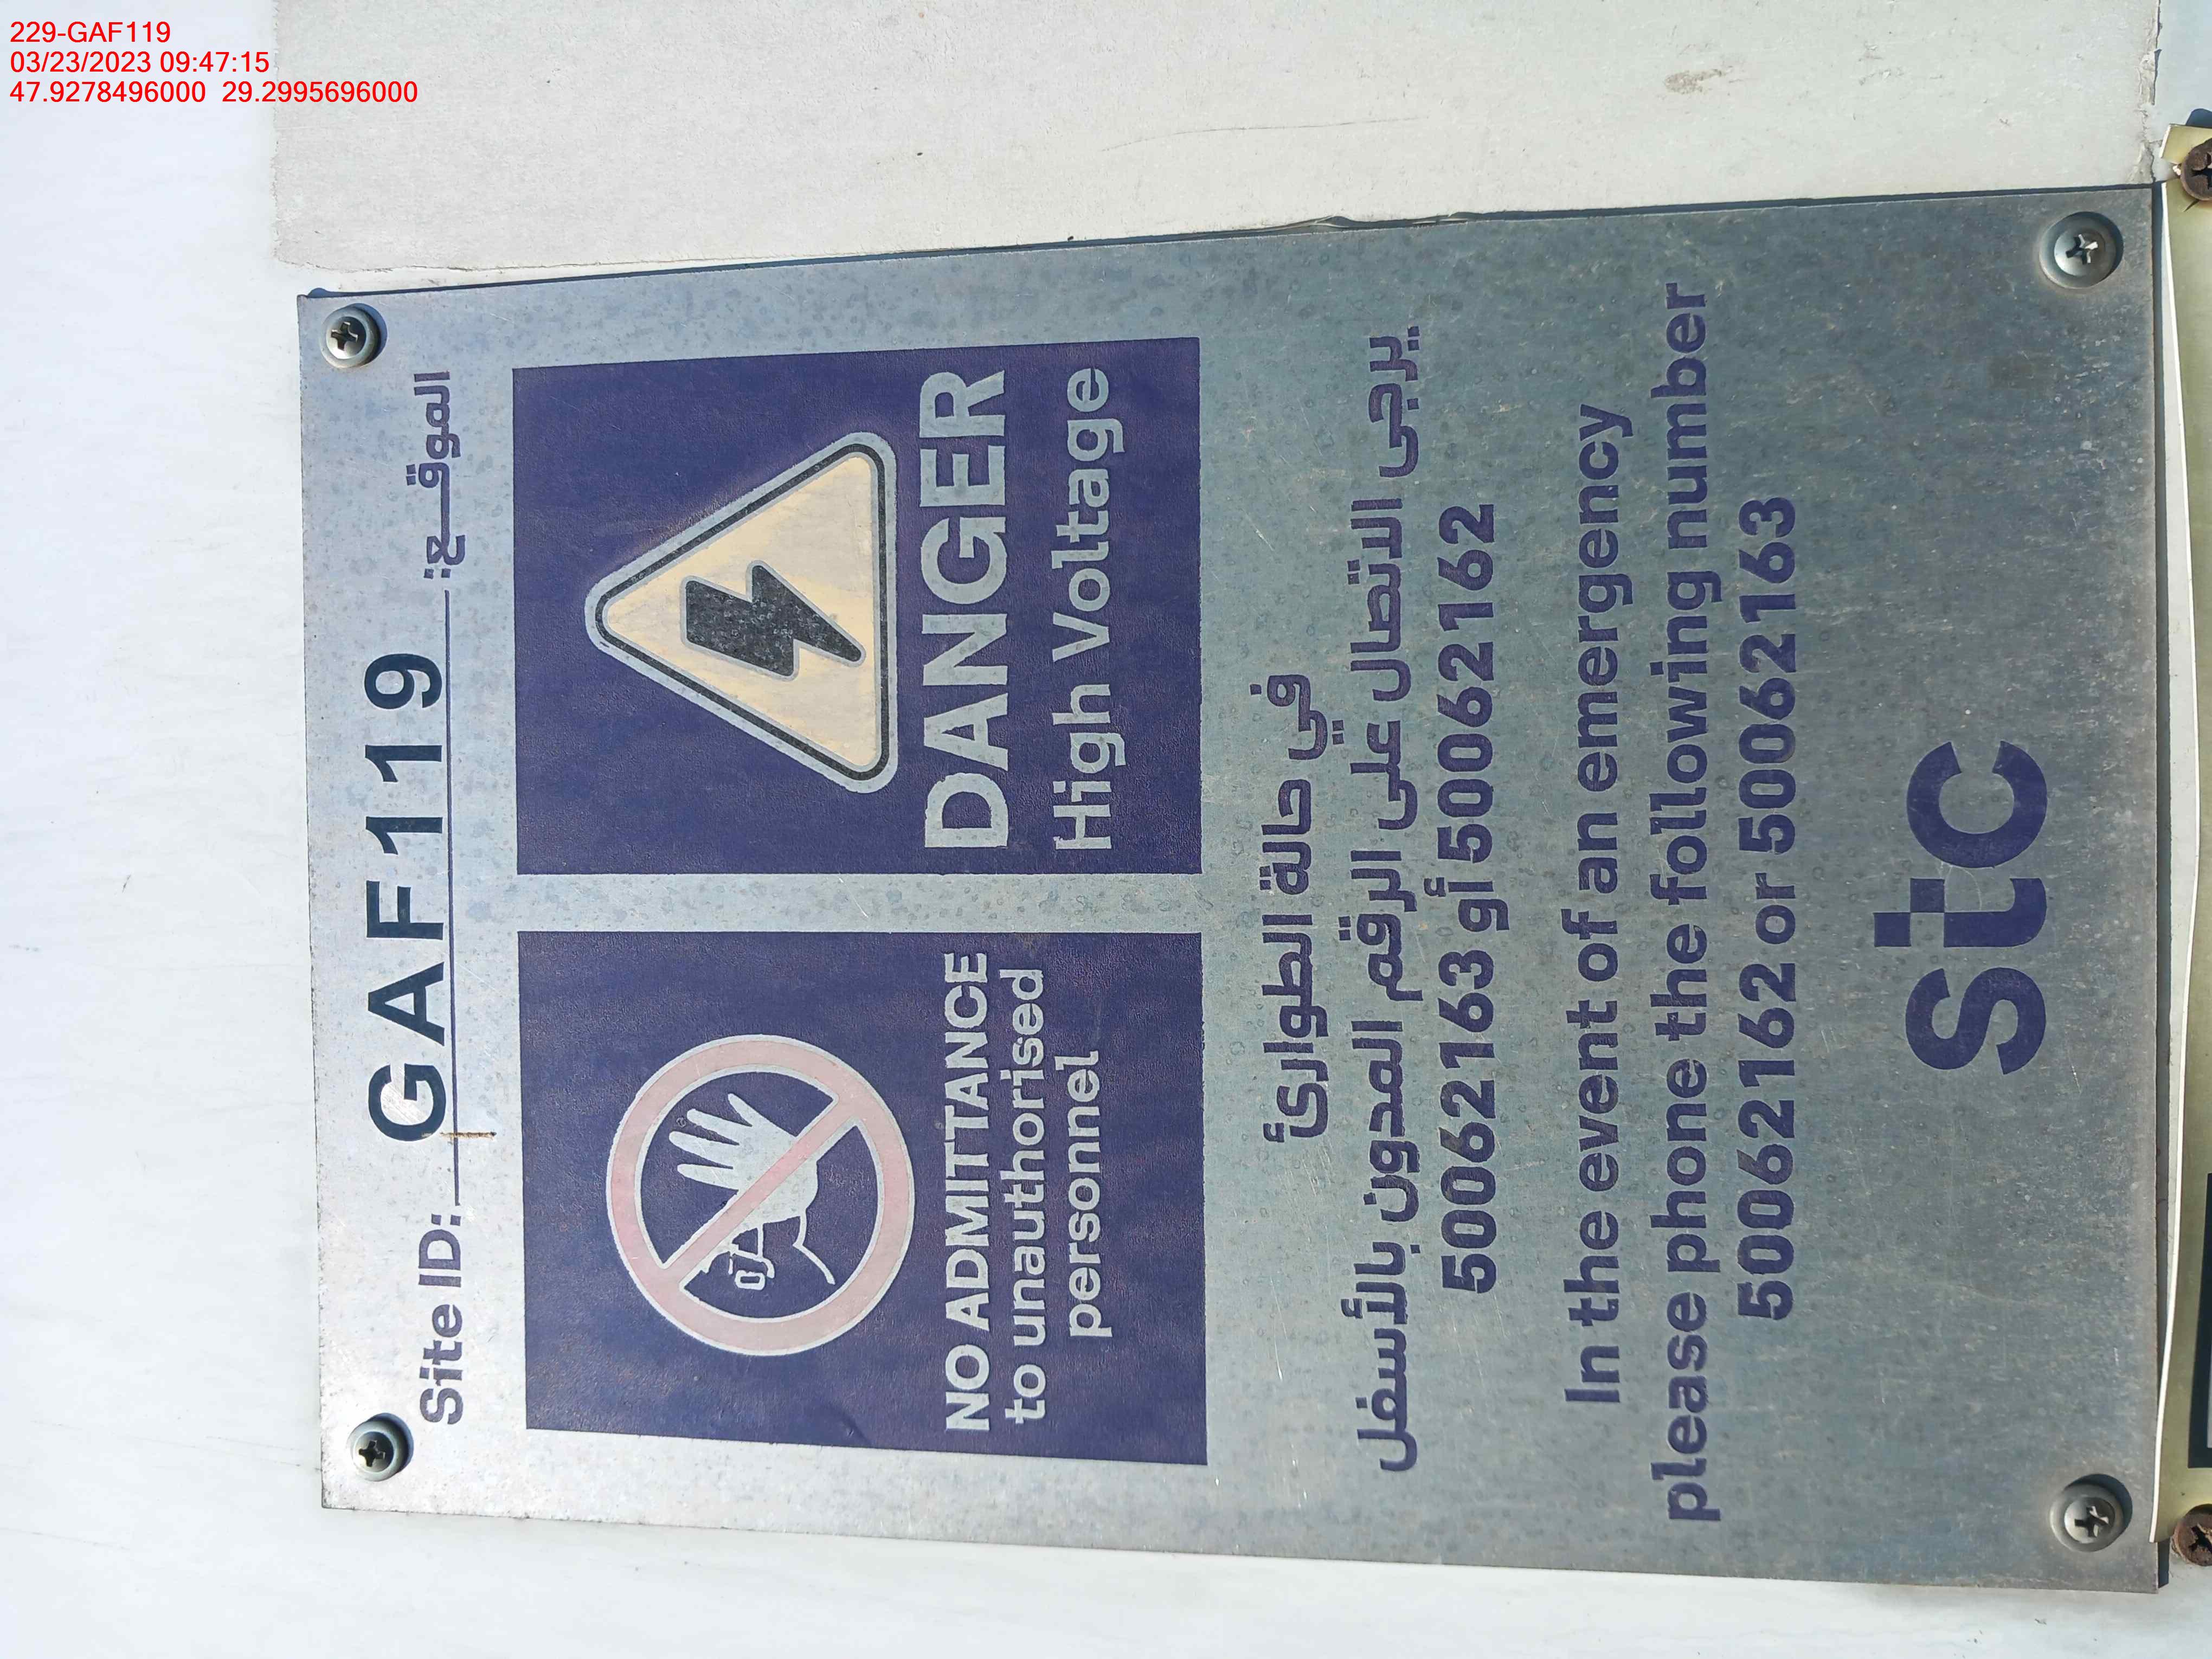 229-GAF119
03/23/2023 09:47:15
47.9278496000 29.2995696000
Site ID: GAF119 الموقـــع:
NO ADMITTANCE
to unauthorised
personnel
DANGER
High Voltage
في حالة الطوارئ
يرجى الاتصال على الرقم المدون بالأسفل
50062163 أو 50062162
In the event of an emergency
please phone the following number
50062162 or 50062163
stc